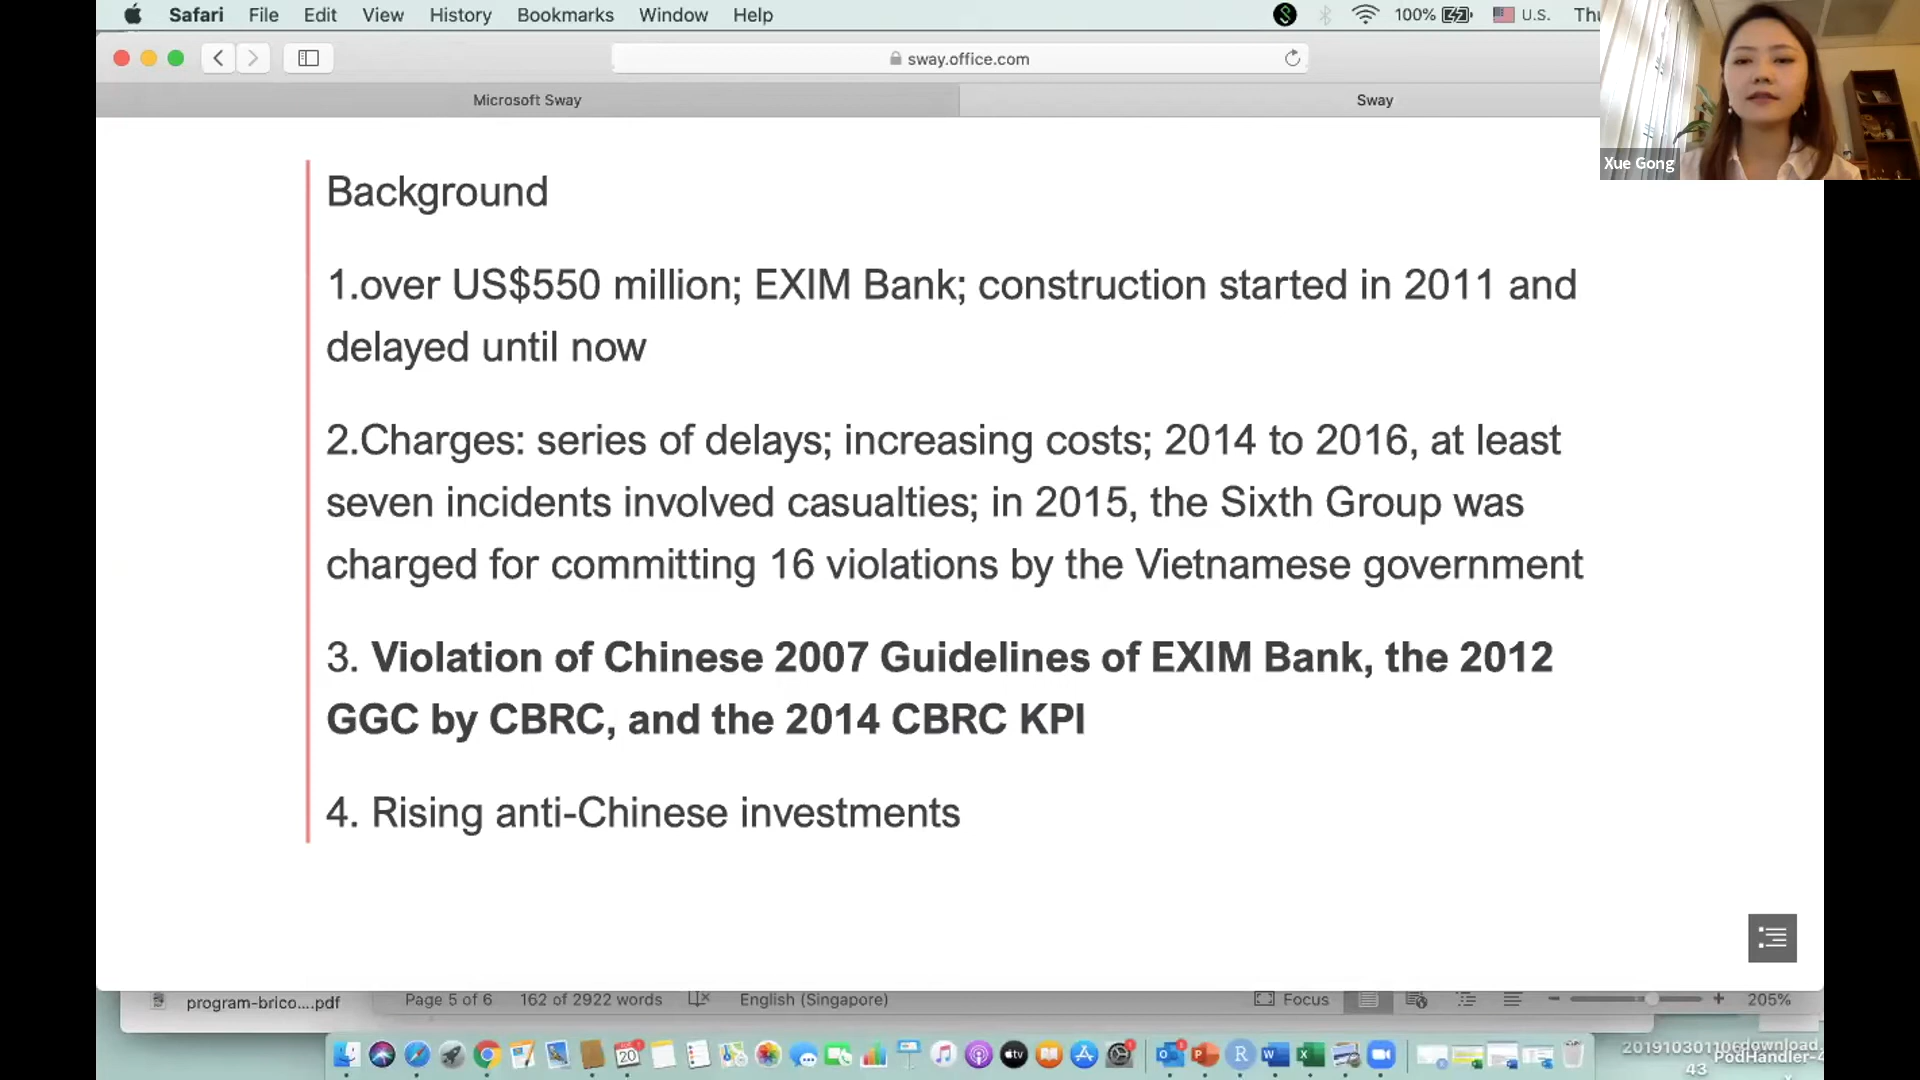 Safari File Edit View History Bookmarks Window Help 100% U.S. Thu
sway.office.com
Microsoft Sway Sway
Xue Gong
Background
1.over US$550 million; EXIM Bank; construction started in 2011 and
delayed until now
2.Charges: series of delays; increasing costs; 2014 to 2016, at least
seven incidents involved casualties; in 2015, the Sixth Group was
charged for committing 16 violations by the Vietnamese government
3. Violation of Chinese 2007 Guidelines of EXIM Bank, the 2012
GGC by CBRC, and the 2014 CBRC KPI
4. Rising anti-Chinese investments
program-brico....pdf Page 5 of 6 162 of 2922 words English (Singapore) Focus 205%
20
tv